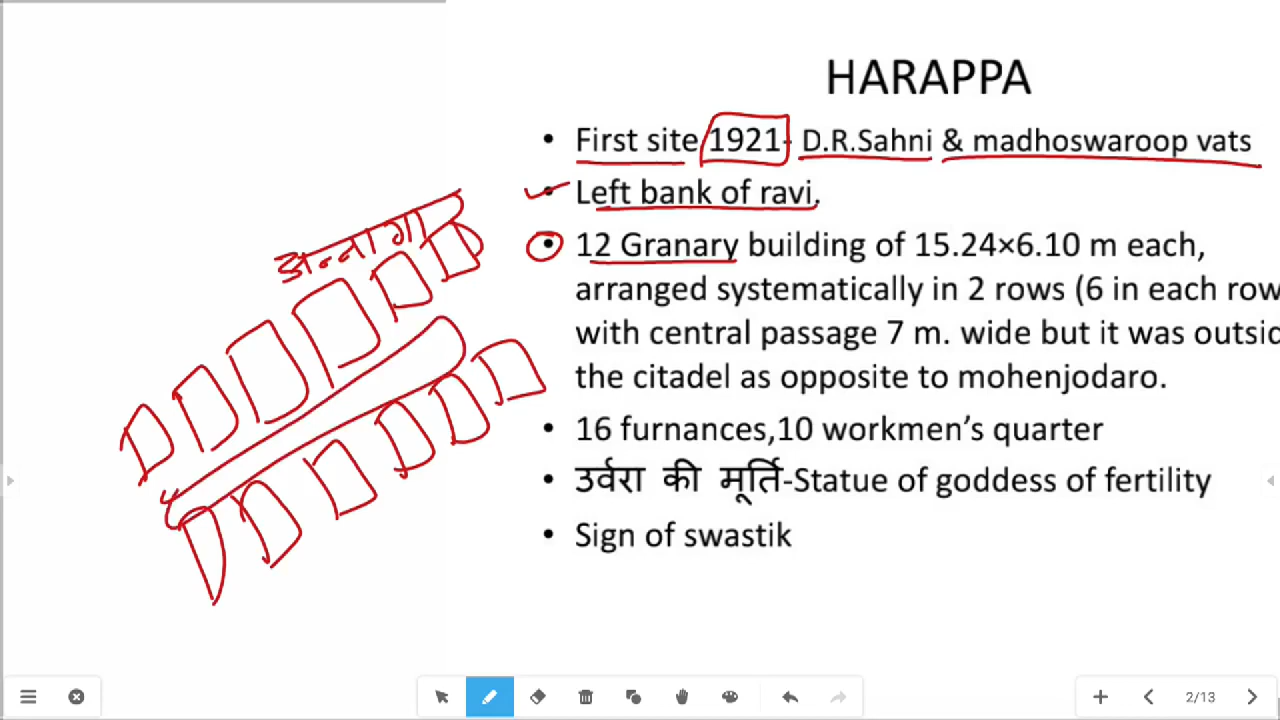 HARAPPA
• First site 1921- D.R.Sahni & madhoswaroop vats
• Left bank of ravi.
• 12 Granary building of 15.24×6.10 m each,
arranged systematically in 2 rows (6 in each row
with central passage 7 m. wide but it was outsid
the citadel as opposite to mohenjodaro.
• 16 furnances,10 workmen’s quarter
• उर्वरा की मूर्ति-Statue of goddess of fertility
• Sign of swastik
अन्नागा
2/13